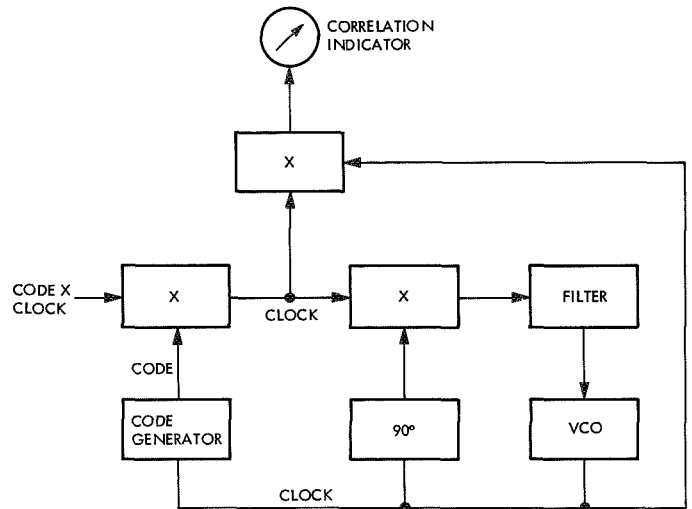 CORRELATION
INDICATOR
X
CODE X
CLOCK
X
CLOCK
X
FILTER
CODE
CODE
GENERATOR
90°
VCO
CLOCK